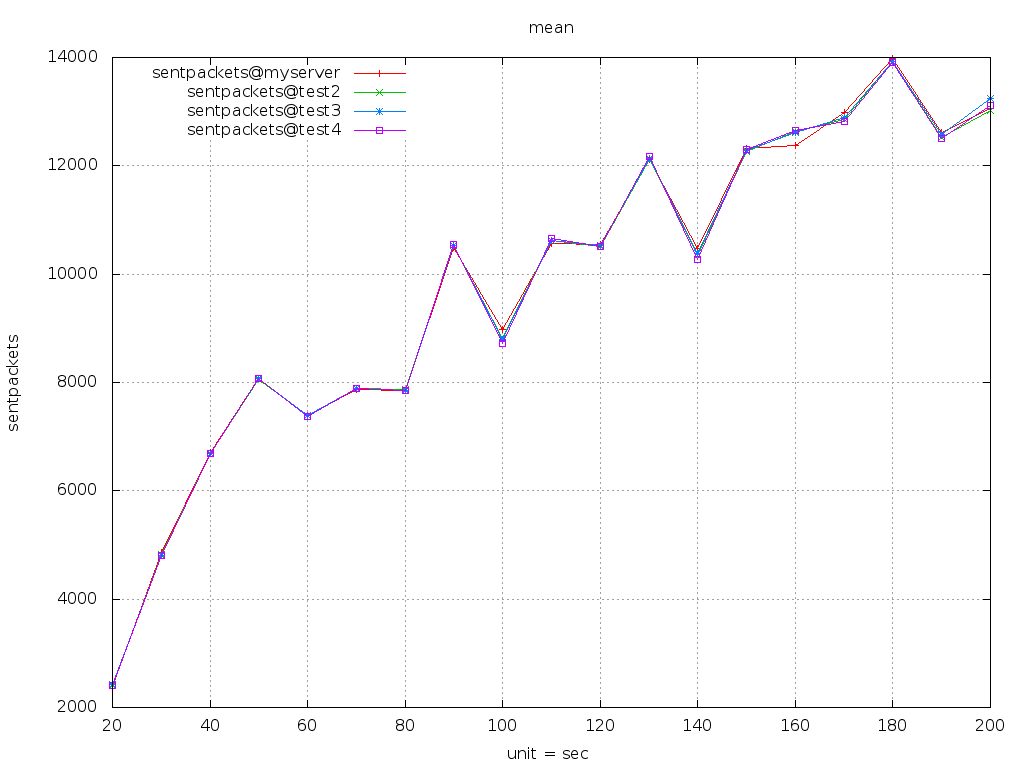 mean
14000
12000
10000
8000
6000
4000
2000
sentpackets
sentpackets@myserver
sentpackets@test2
sentpackets@test3
sentpackets@test4
20 40 60 80 100 120 140 160 180 200
unit = sec